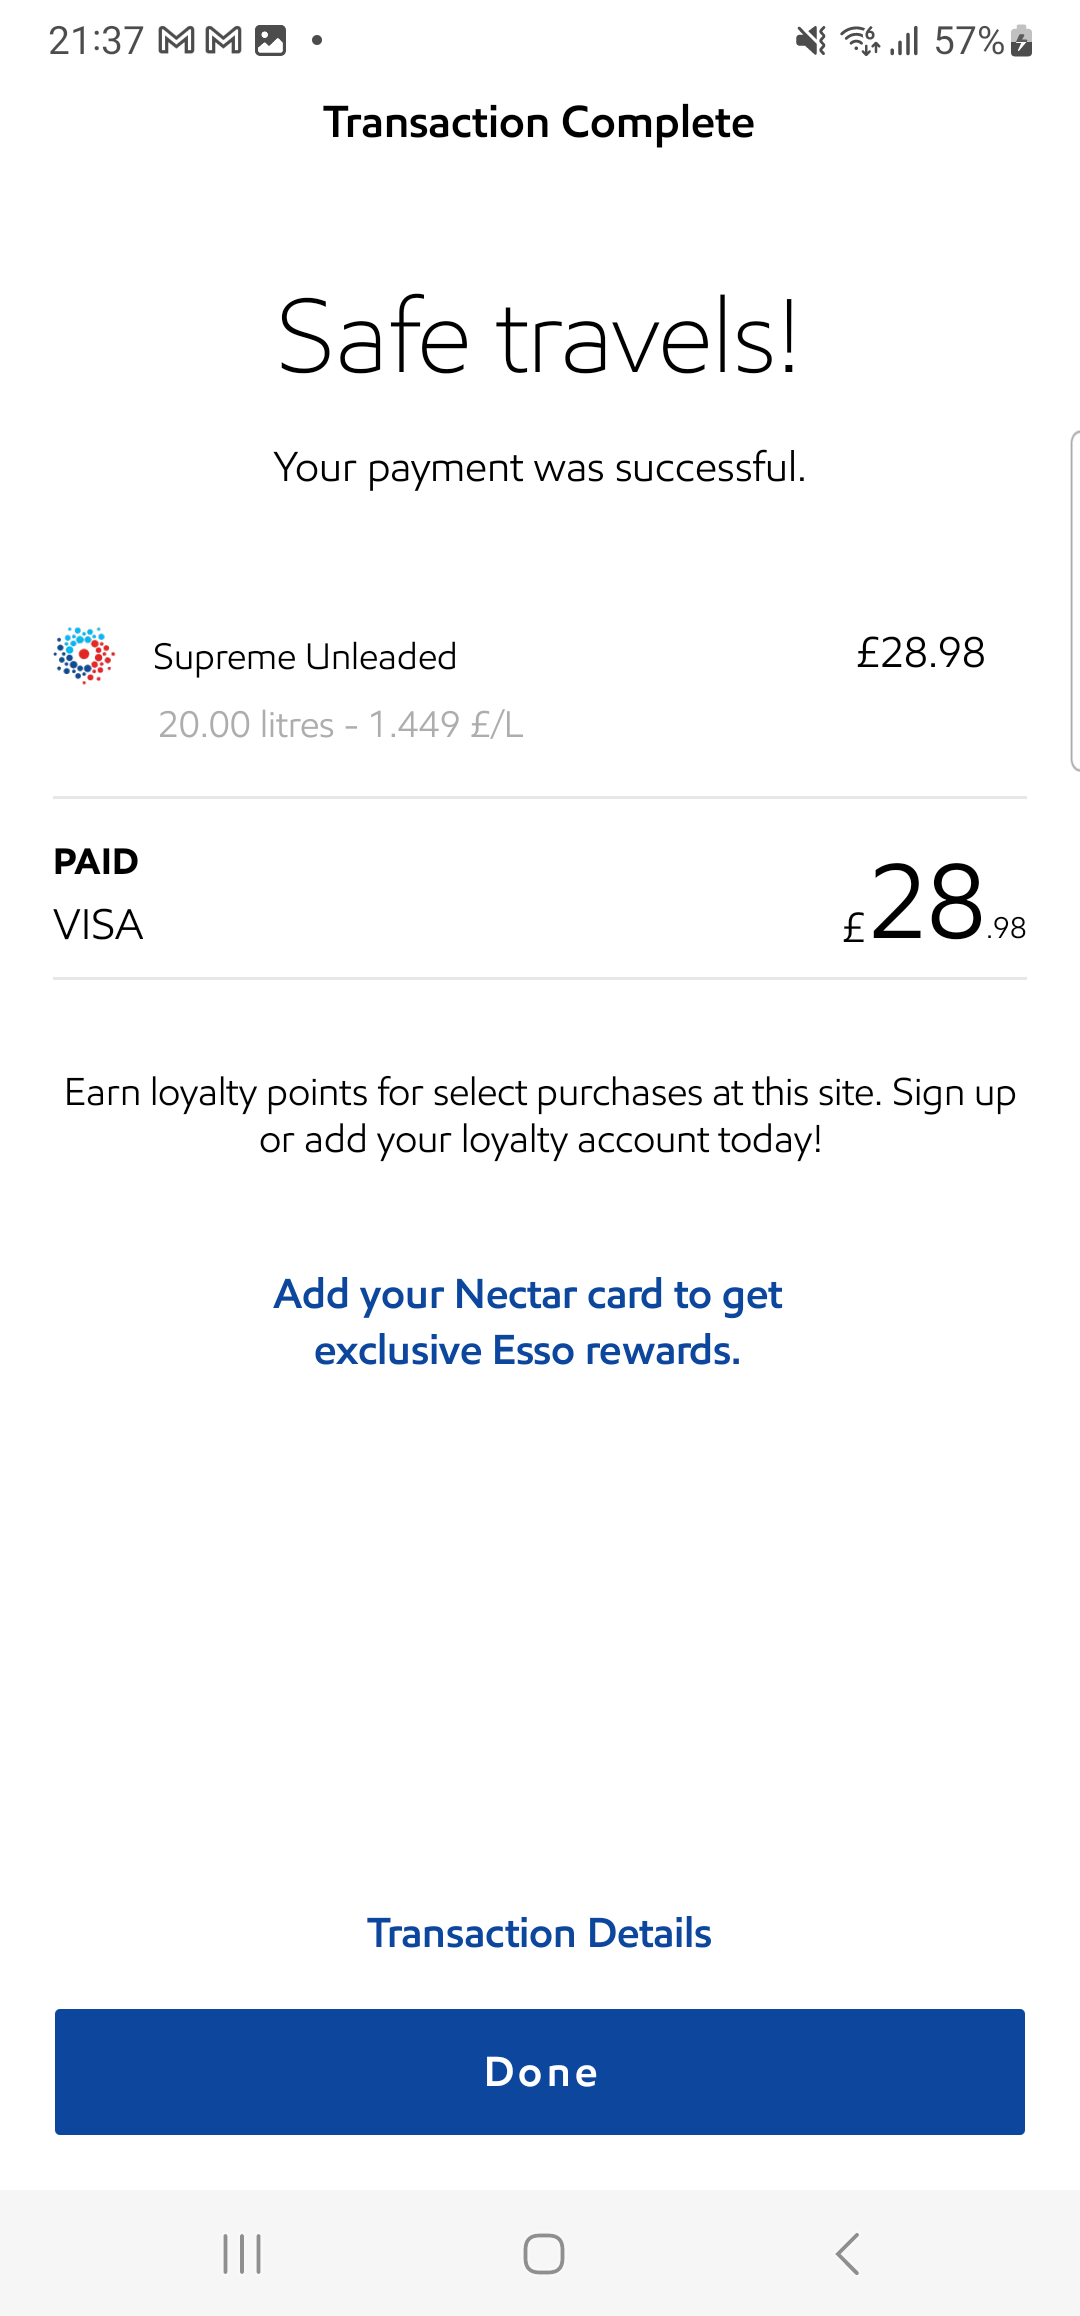 21:37
57%
Transaction Complete
Safe travels!
Your payment was successful.
Supreme Unleaded £28.98
20.00 litres - 1.449 £/L
PAID
VISA £28.98
Earn loyalty points for select purchases at this site. Sign up
or add your loyalty account today!
Add your Nectar card to get
exclusive Esso rewards.
Transaction Details
Done